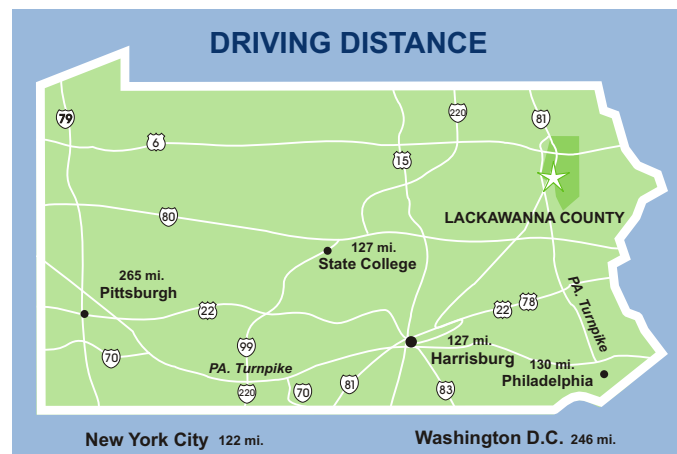 DRIVING DISTANCE
79
220
81
6
15
80
LACKAWANNA COUNTY
127 mi.
State College
265 mi.
Pittsburgh
22
22
78
PA. Turnpike
99
127 mi.
Harrisburg
70
PA. Turnpike
130 mi.
Philadelphia
220
70
81
83
New York City 122 mi.
Washington D.C. 246 mi.